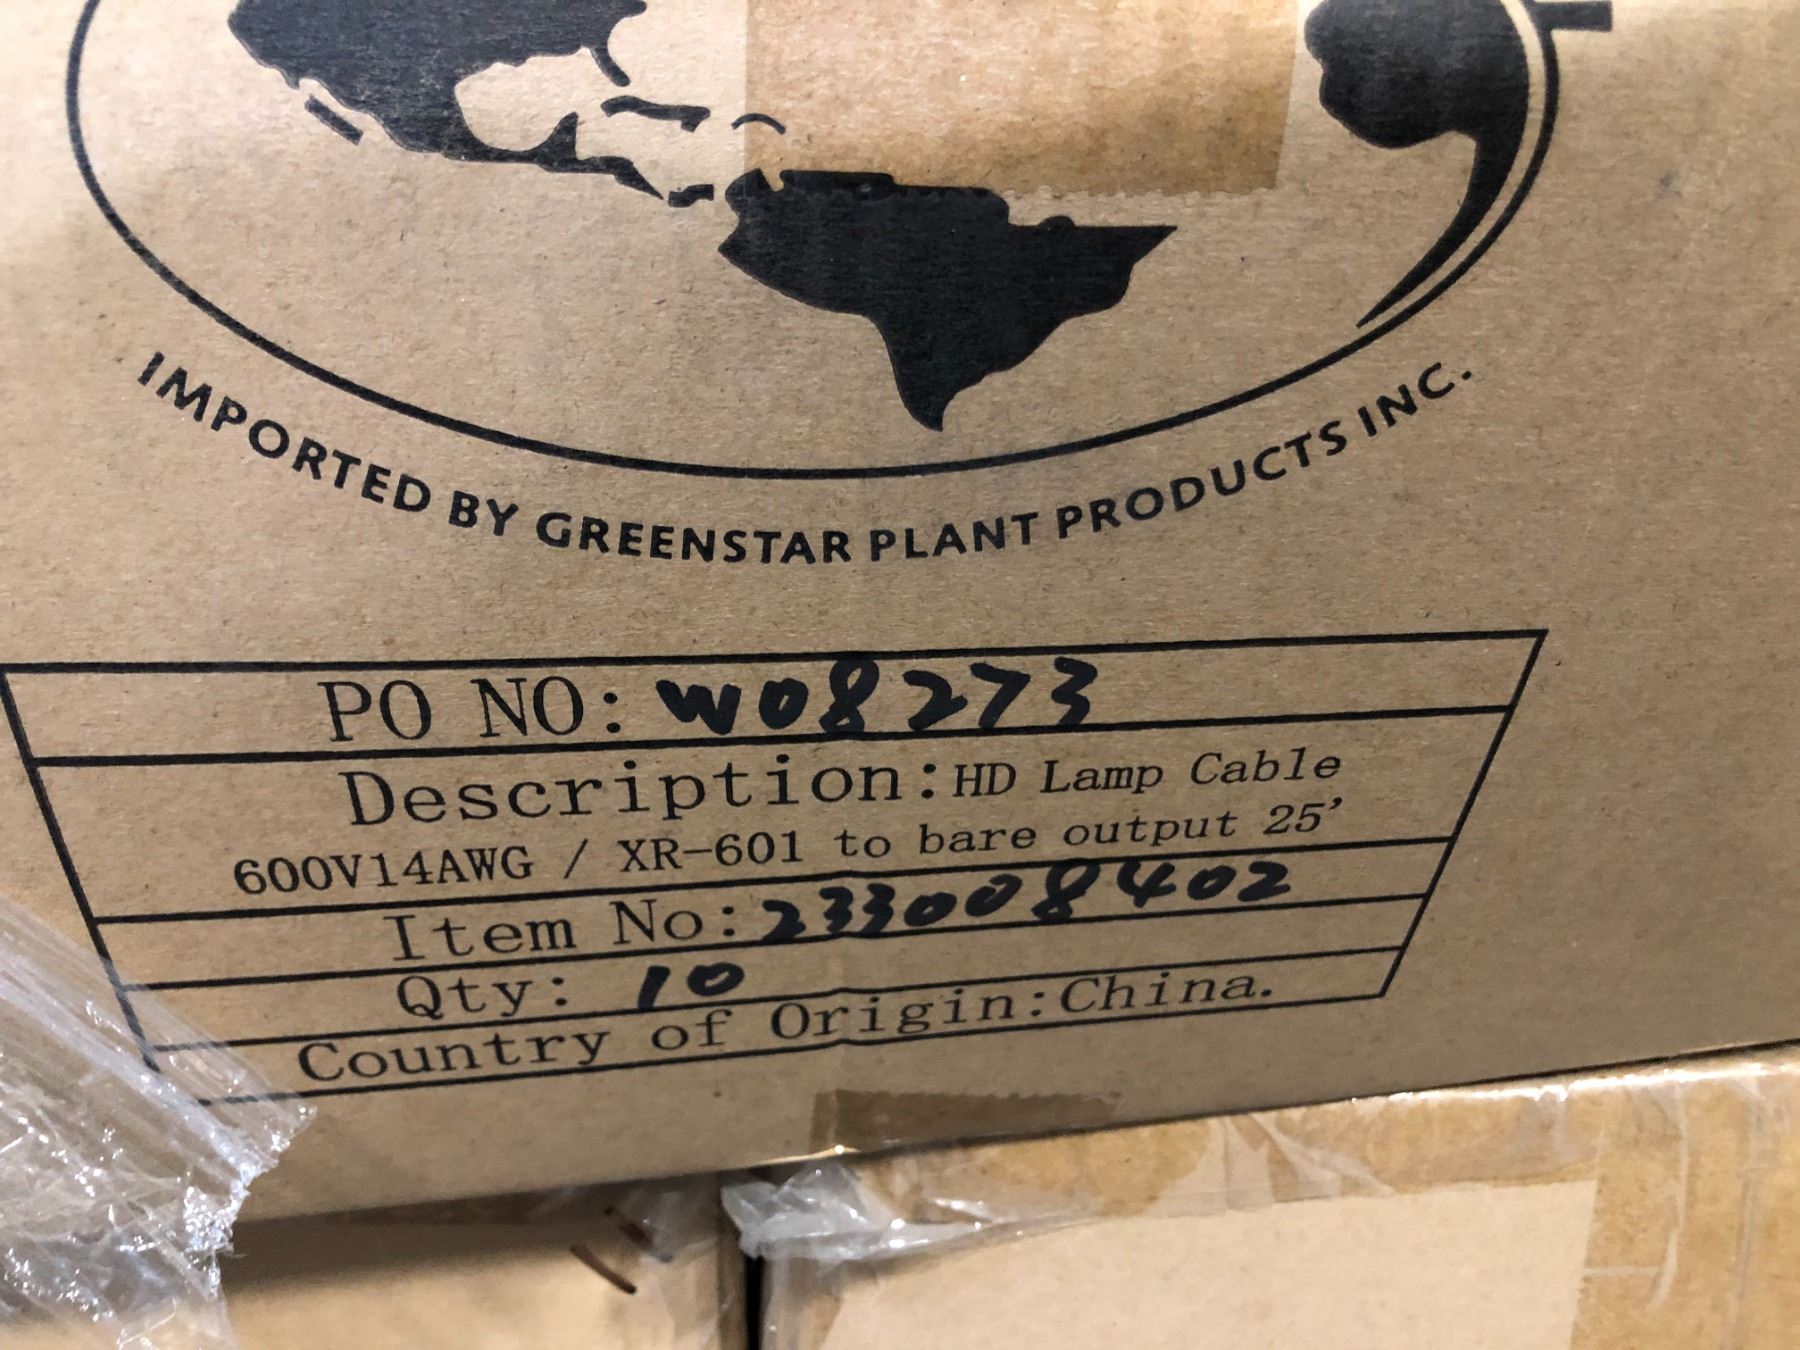 IMPORTED BY GREENSTAR PLANT PRODUCTS INC.
PO NO: W08273
Description: HD Lamp Cable
600V14AWG / XR-601 to bare output 25’
Item No: 233008402
Qty: 10
Country of Origin: China.